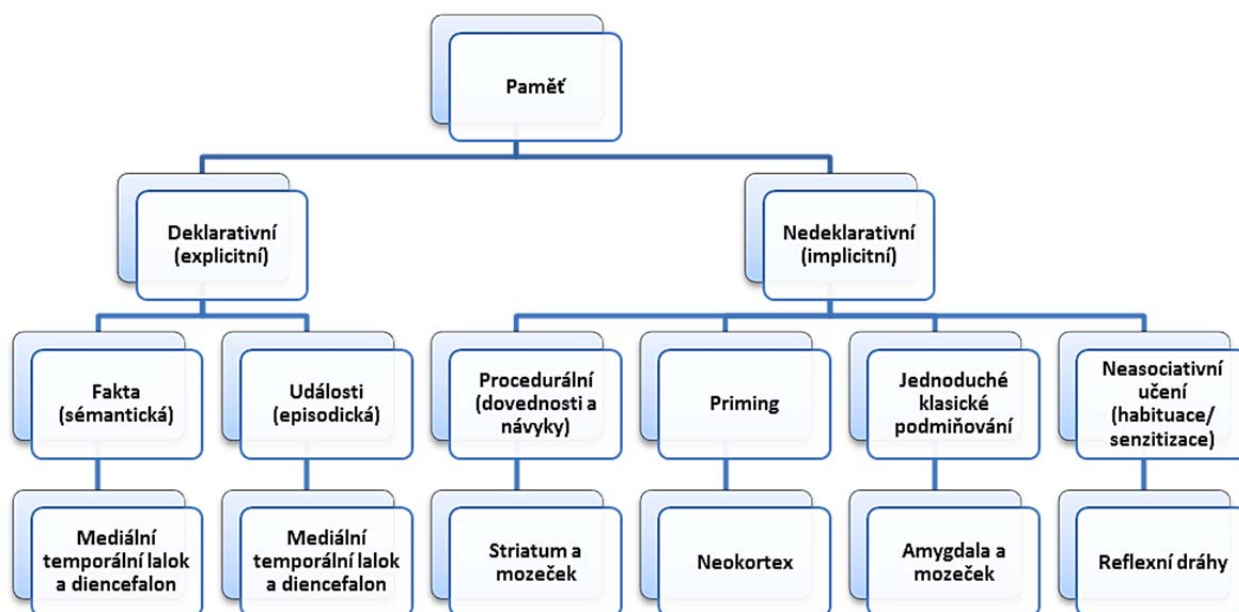 Paměť
Deklarativní
(explicitní)
Nedeklarativní
(implicitní)
Fakta
(sémantická)
Události
(episodická)
Procedurální
(dovednosti a
návyky)
Priming
Jednoduché
klasické
podmiňování
Neasociativní
učení
(habituace/
senzitizace)
Mediální
temporální lalok
a diencefalon
Mediální
temporální lalok
a diencefalon
Striatum a
mozeček
Neokortex
Amygdala a
mozeček
Reflexní dráhy